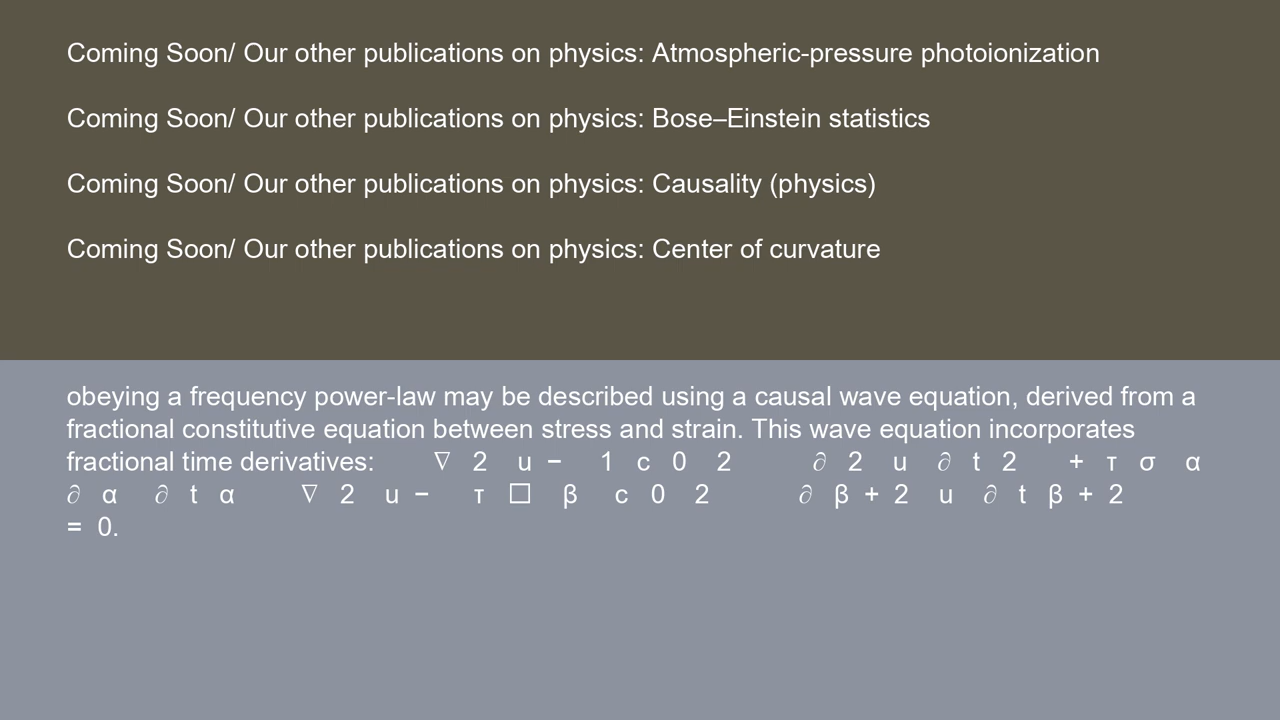 Coming Soon/ Our other publications on physics: Atmospheric-pressure photoionization
Coming Soon/ Our other publications on physics: Bose–Einstein statistics
Coming Soon/ Our other publications on physics: Causality (physics)
Coming Soon/ Our other publications on physics: Center of curvature
obeying a frequency power-law may be described using a causal wave equation, derived from a
fractional constitutive equation between stress and strain. This wave equation incorporates
fractional time derivatives: ∇ 2 u − 1 c 0 2 ∂ 2 u ∂ t 2 + τ σ α
∂ α ∂ t α ∇ 2 u − τ □ β c 0 2 ∂ β + 2 u ∂ t β + 2
= 0.